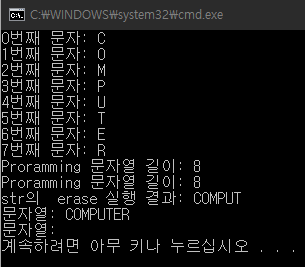 C:\WINDOWS\system32\cmd.exe
0번째 문자: C
1번째 문자: O
2번째 문자: M
3번째 문자: P
4번째 문자: U
5번째 문자: T
6번째 문자: E
7번째 문자: R
Proramming 문자열 길이: 8
Proramming 문자열 길이: 8
str의  erase 실행 결과: COMPUT
문자열: COMPUTER
문자열:
계속하려면 아무 키나 누르십시오 . . .